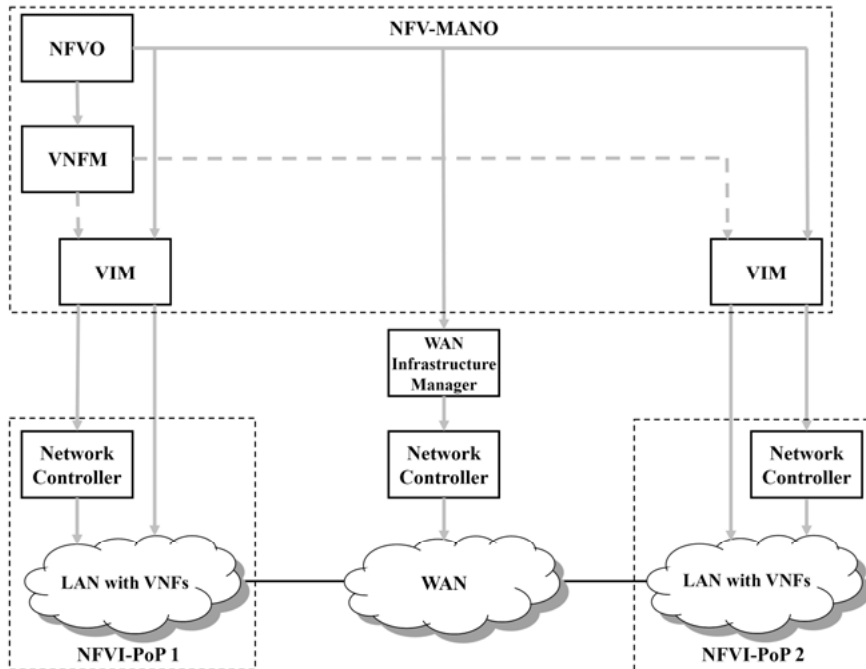 NFV-MANO
NFVO
VNFM
VIM
VIM
WAN
Infrastructure
Manager
Network
Controller
Network
Controller
Network
Controller
LAN with VNFs
WAN
LAN with VNFs
NFVI-PoP 1
NFVI-PoP 2